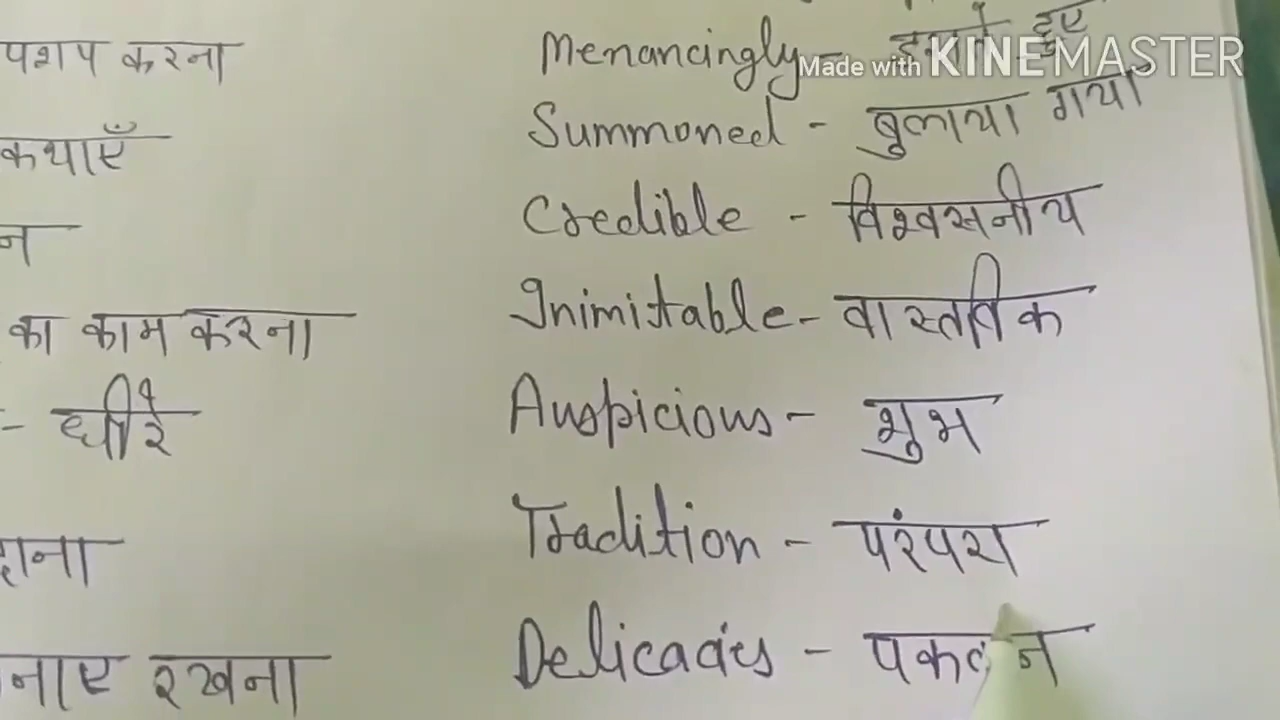 पशप करना
Menancingly - डराते हुए
Made with KINEMASTER
कथाएँ
Summoned - बुलाया गया
न
Credible - विश्वसनीय
का काम करना
Inimitable - वास्तविक
- धीरे
Auspicious - शुभ
दाना
Tradition - परंपरा
नाए रखना
Delicacies - पकवान